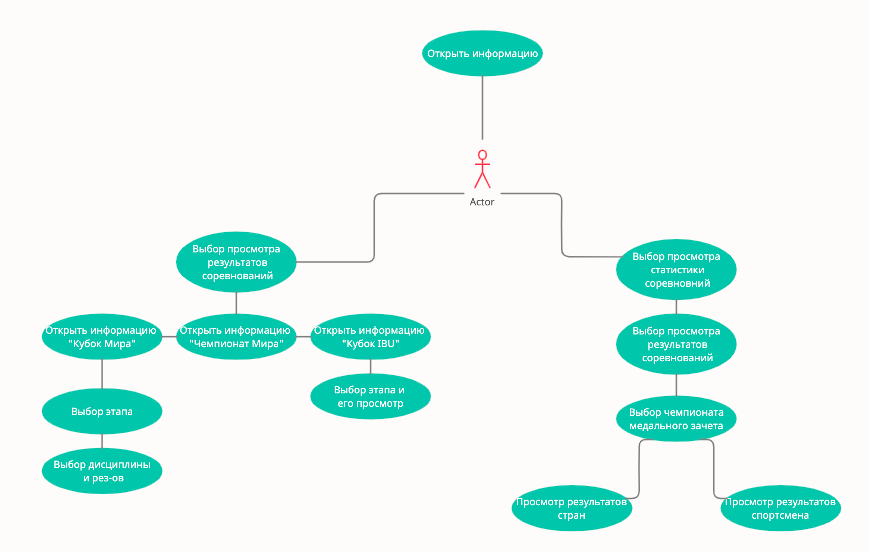 Открыть информацию
Actor
Выбор просмотра
результатов
соревнований
Выбор просмотра
статистики
соревновний
Открыть информацию
"Кубок Мира"
Открыть информацию
"Чемпионат Мира"
Открыть информацию
"Кубок IBU"
Выбор просмотра
результатов
соревнований
Выбор этапа и
его просмотр
Выбор этапа
Выбор чемпионата
медального зачета
Выбор дисциплины
и рез-ов
Просмотр результатов
стран
Просмотр результатов
спортсмена